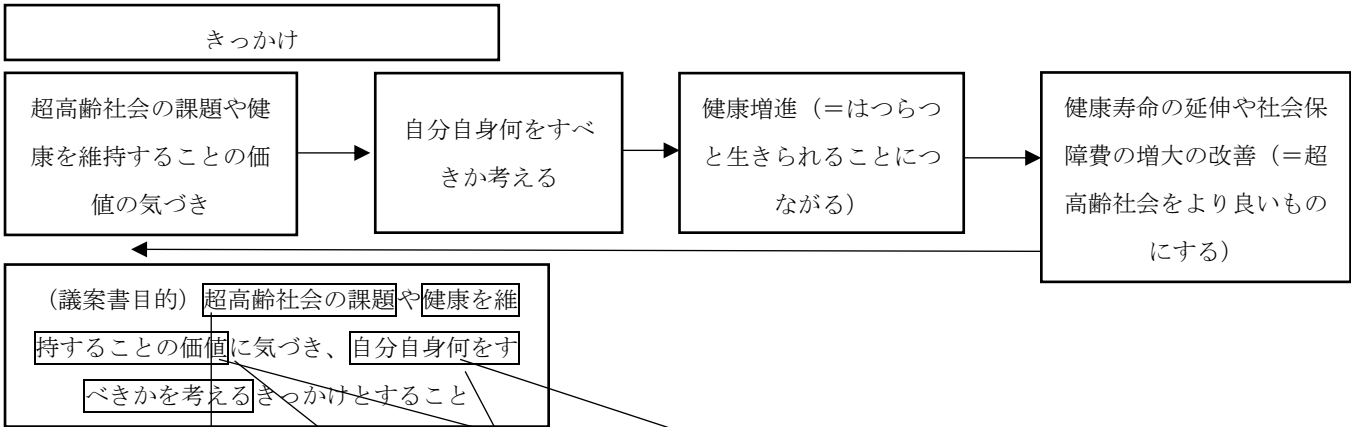 きっかけ
超高齢社会の課題や健
康を維持することの価
値の気づき
自分自身何をすべ
きか考える
健康増進（＝はつらつ
と生きられることにつ
ながる）
健康寿命の延伸や社会保
障費の増大の改善（＝超
高齢社会をより良いもの
にする）
（議案書目的）超高齢社会の課題や健康を維
持することの価値に気づき、自分自身何をす
べきかを考えるきっかけとすること